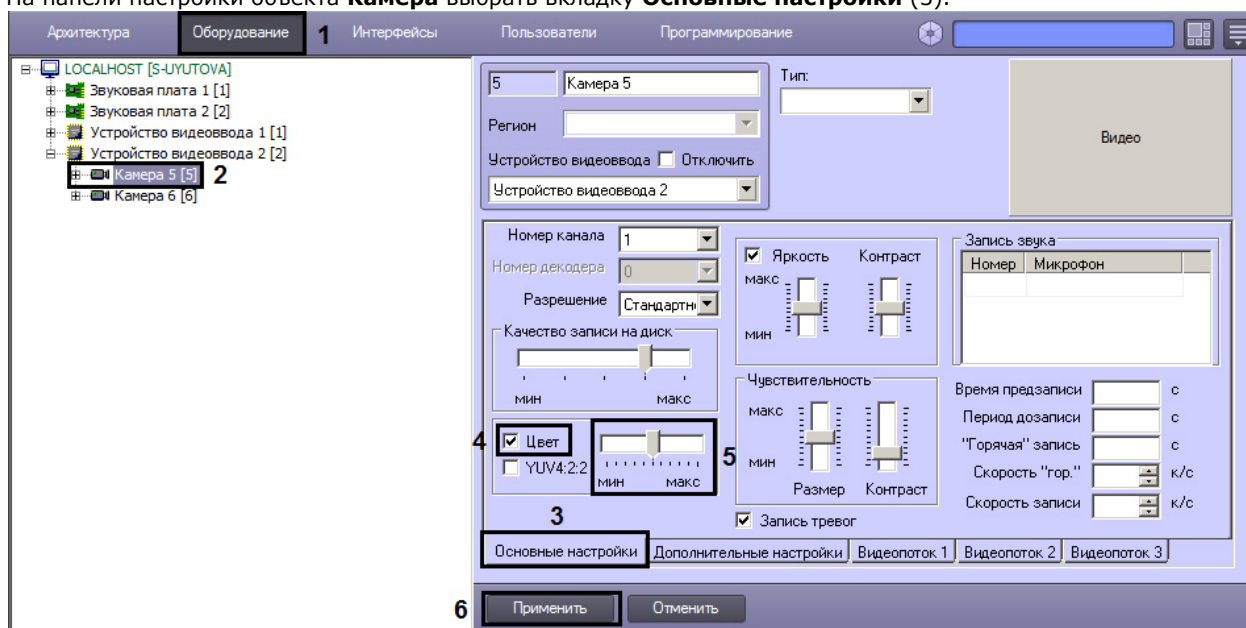 На панели настройки объекта Камера выбрать вкладку Основные настройки (3).
Архитектура Оборудование 1 Интерфейсы Пользователи Программирование
LOCALHOST [S-UYUTOVA]
Звуковая плата 1 [1]
Звуковая плата 2 [2]
Устройство видеоввода 1 [1]
Устройство видеоввода 2 [2]
Камера 5 [5] 2
Камера 6 [6]
5 Камера 5
Тип:
Регион
Устройство видеоввода Отключить
Устройство видеоввода 2
Видео
Номер канала 1
Номер декодера 0
Разрешение Стандартн
Качество записи на диск
мин макс
4 Цвет
YUV4:2:2
мин макс
5
3
Яркость Контраст
макс
мин
Чувствительность
макс
мин
Размер Контраст
Запись тревог
Запись звука
Номер Микрофон
Время предзаписи с
Период дозаписи с
"Горячая" запись с
Скорость "гор." к/с
Скорость записи к/с
Основные настройки Дополнительные настройки Видеопоток 1 Видеопоток 2 Видеопоток 3
6 Применить Отменить